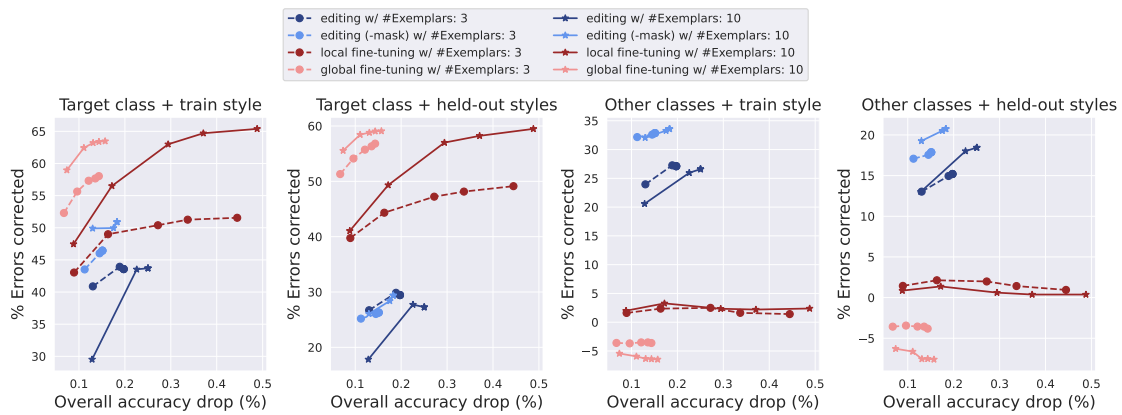 editing w/ #Exemplars: 3
editing (-mask) w/ #Exemplars: 3
local fine-tuning w/ #Exemplars: 3
global fine-tuning w/ #Exemplars: 3
editing w/ #Exemplars: 10
editing (-mask) w/ #Exemplars: 10
local fine-tuning w/ #Exemplars: 10
global fine-tuning w/ #Exemplars: 10
Target class + train style
% Errors corrected
65
60
55
50
45
40
35
30
0.1 0.2 0.3 0.4 0.5
Overall accuracy drop (%)
Target class + held-out styles
% Errors corrected
60
50
40
30
20
0.1 0.2 0.3 0.4 0.5
Overall accuracy drop (%)
Other classes + train style
% Errors corrected
35
30
25
20
15
10
5
0
−5
0.1 0.2 0.3 0.4 0.5
Overall accuracy drop (%)
Other classes + held-out styles
% Errors corrected
20
15
10
5
0
−5
0.1 0.2 0.3 0.4 0.5
Overall accuracy drop (%)